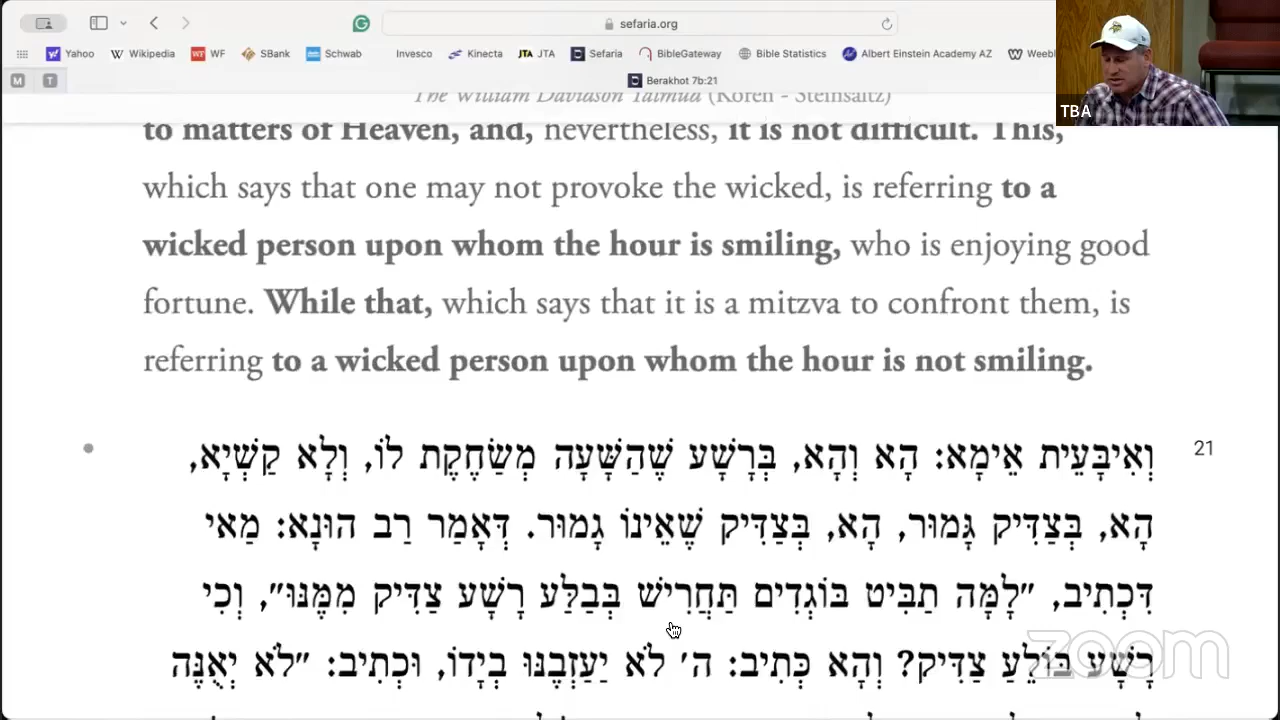 sefaria.org
Yahoo Wikipedia WF SBank Schwab Invesco Kinecta JTA Sefaria BibleGateway Bible Statistics Albert Einstein Academy AZ
M T Berakhot 7b:21
The William Davidson Talmud (Koren - Steinsaltz)
to matters of Heaven, and, nevertheless, it is not difficult. This,
which says that one may not provoke the wicked, is referring to a
wicked person upon whom the hour is smiling, who is enjoying good
fortune. While that, which says that it is a mitzva to confront them, is
referring to a wicked person upon whom the hour is not smiling.
21
וְאִיבָּעֵית אֵימָא: הָא וְהָא, בְּרָשָׁע שֶׁהַשָּׁעָה מְשַׂחֶקֶת לוֹ, וְלָא קַשְׁיָא,
הָא, בְּצַדִּיק גָּמוּר, הָא, בְּצַדִּיק שֶׁאֵינוֹ גָמוּר. דְּאָמַר רַב הוּנָא: מַאי
דִּכְתִיב, ״לָמָּה תַבִּיט בּוֹגְדִים תַּחֲרִישׁ בְּבַלַּע רָשָׁע צַדִּיק מִמֶּנּוּ״, וְכִי
רָשָׁע בּוֹלֵעַ צַדִּיק? וְהָא כְּתִיב: ה׳ לֹא יַעַזְבֶנּוּ בְיָדוֹ, וּכְתִיב: ״לֹא יְאֻנֶּה
TBA
zoom